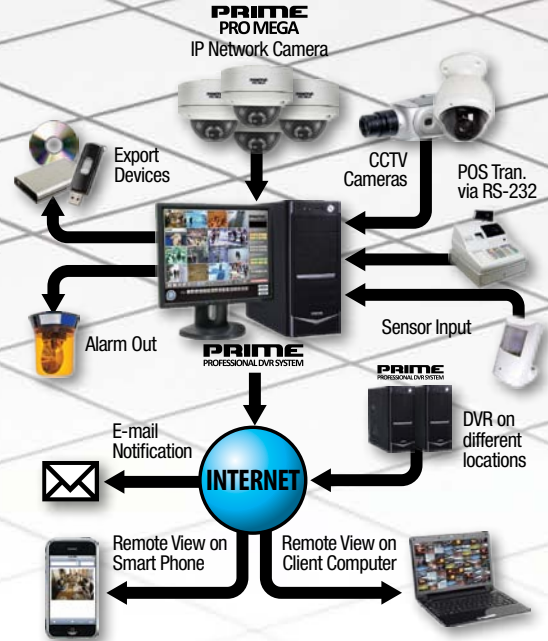 PRIME
PRO MEGA
IP Network Camera
Export
Devices
CCTV
Cameras
POS Tran.
via RS-232
Alarm Out
Sensor Input
PRIME
PROFESSIONAL DVR SYSTEM
PRIME
PROFESSIONAL DVR SYSTEM
DVR on
different
locations
E-mail
Notification
INTERNET
Remote View on
Smart Phone
Remote View on
Client Computer